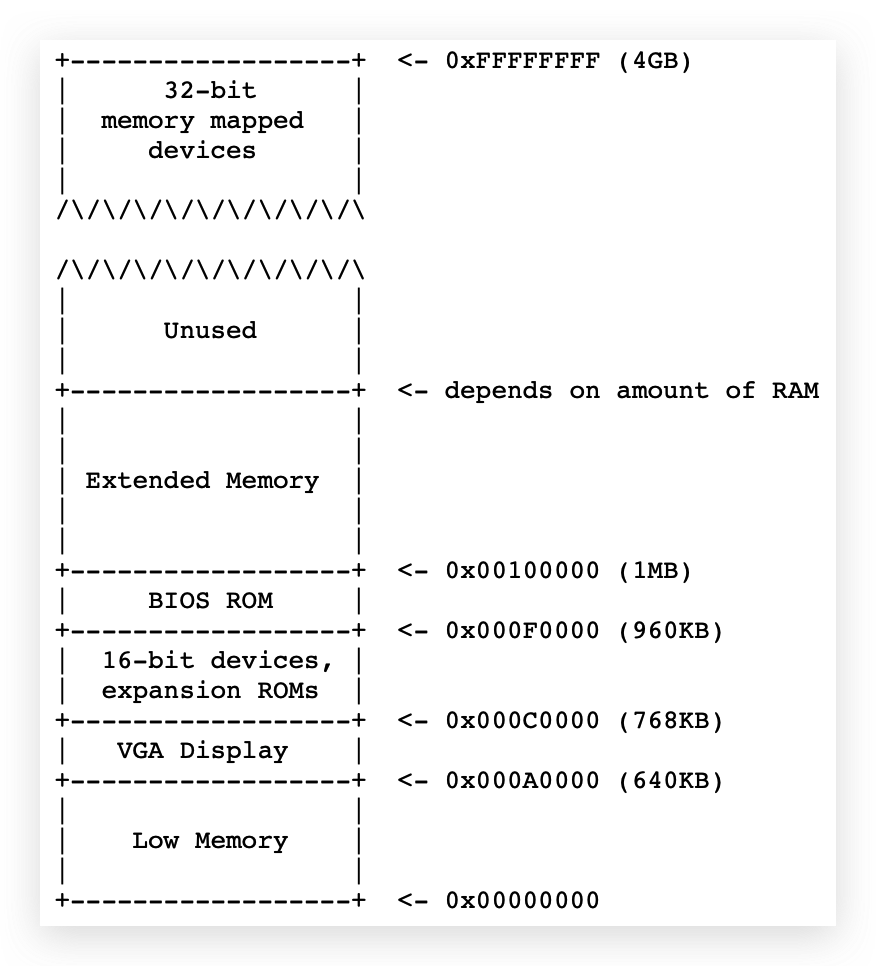 +------------------+  <- 0xFFFFFFFF (4GB)
|      32-bit      |
|  memory mapped   |
|     devices      |
|                  |
/\/\/\/\/\/\/\/\/\/\

/\/\/\/\/\/\/\/\/\/\
|                  |
|      Unused      |
|                  |
+------------------+  <- depends on amount of RAM
|                  |
|                  |
| Extended Memory  |
|                  |
|                  |
+------------------+  <- 0x00100000 (1MB)
|     BIOS ROM     |
+------------------+  <- 0x000F0000 (960KB)
|  16-bit devices, |
|  expansion ROMs  |
+------------------+  <- 0x000C0000 (768KB)
|   VGA Display    |
+------------------+  <- 0x000A0000 (640KB)
|                  |
|    Low Memory    |
|                  |
+------------------+  <- 0x00000000